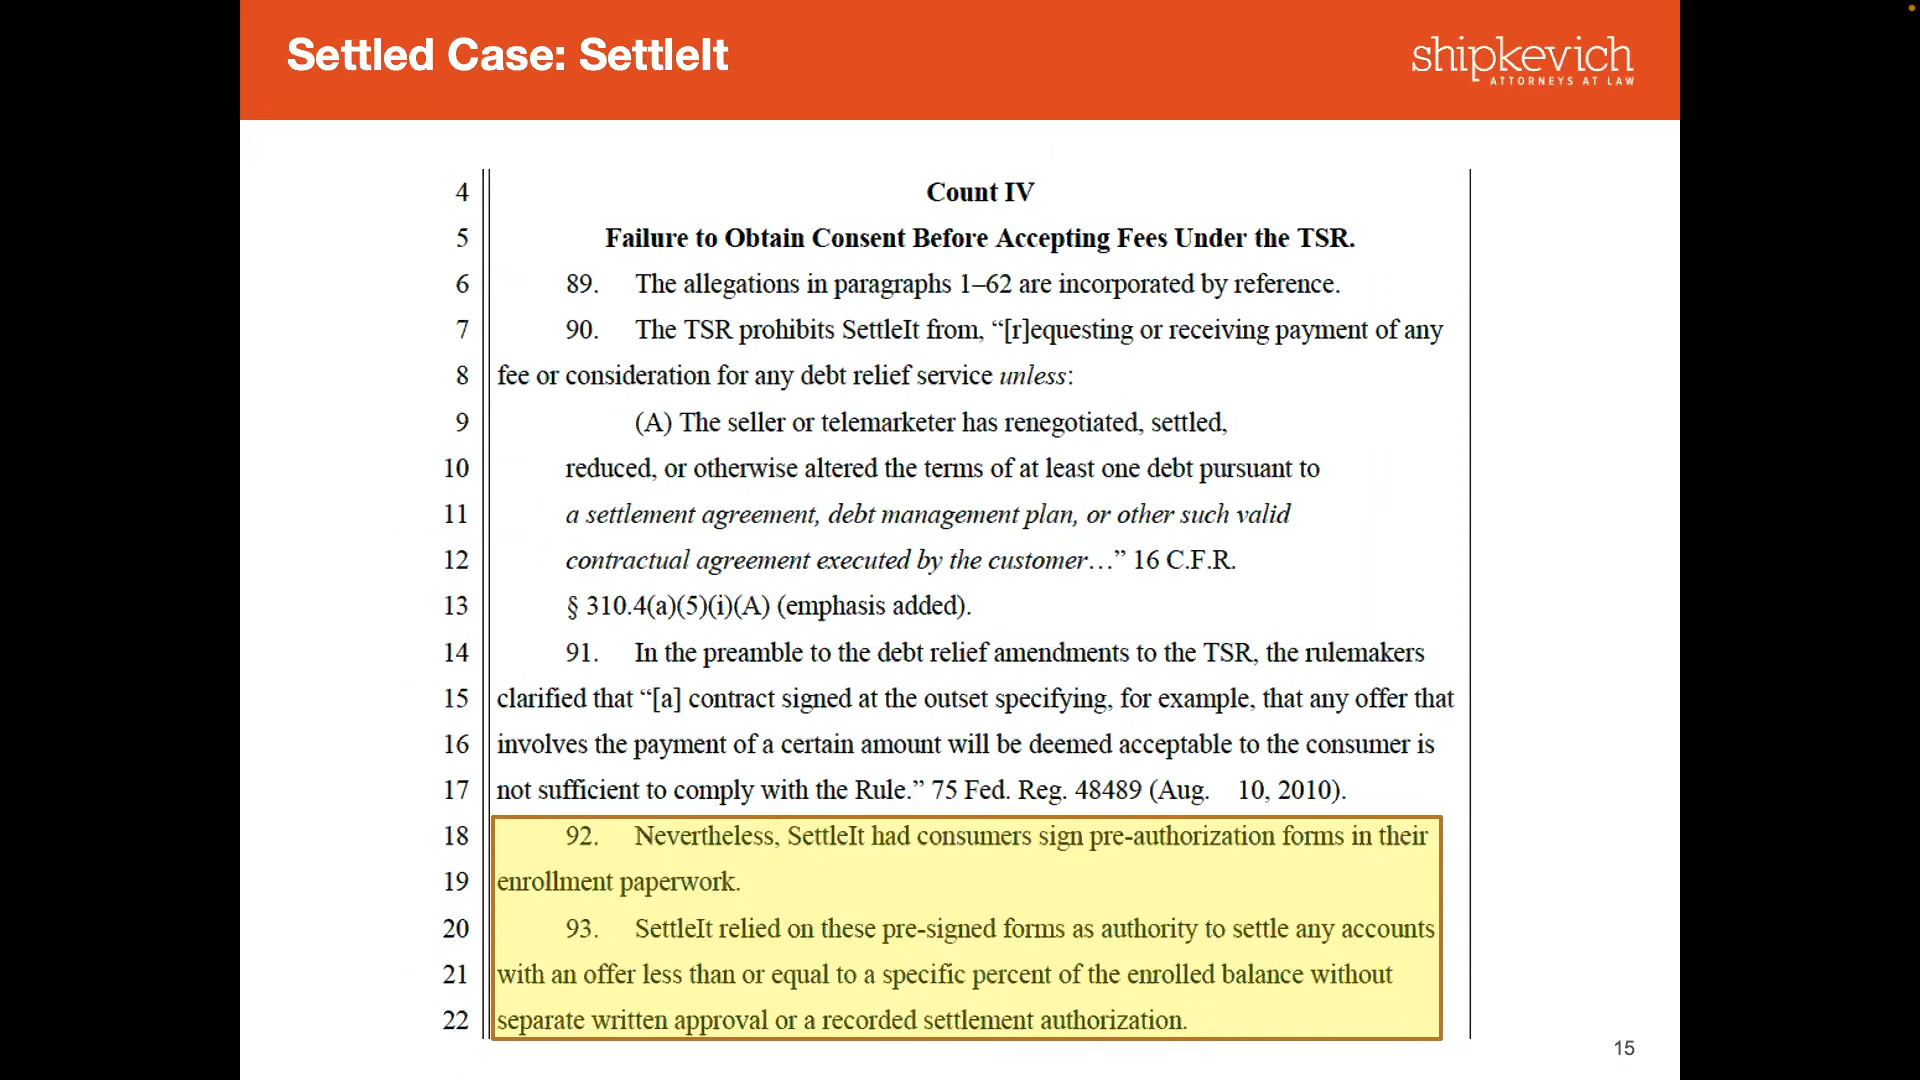 Settled Case: SettleIt
shipkevich
ATTORNEYS AT LAW
4 Count IV
5 Failure to Obtain Consent Before Accepting Fees Under the TSR.
6 89. The allegations in paragraphs 1–62 are incorporated by reference.
7 90. The TSR prohibits SettleIt from, “[r]equesting or receiving payment of any
8 fee or consideration for any debt relief service unless:
9 (A) The seller or telemarketer has renegotiated, settled,
10 reduced, or otherwise altered the terms of at least one debt pursuant to
11 a settlement agreement, debt management plan, or other such valid
12 contractual agreement executed by the customer…” 16 C.F.R.
13 § 310.4(a)(5)(i)(A) (emphasis added).
14 91. In the preamble to the debt relief amendments to the TSR, the rulemakers
15 clarified that “[a] contract signed at the outset specifying, for example, that any offer that
16 involves the payment of a certain amount will be deemed acceptable to the consumer is
17 not sufficient to comply with the Rule.” 75 Fed. Reg. 48489 (Aug. 10, 2010).
18 92. Nevertheless, SettleIt had consumers sign pre-authorization forms in their
19 enrollment paperwork.
20 93. SettleIt relied on these pre-signed forms as authority to settle any accounts
21 with an offer less than or equal to a specific percent of the enrolled balance without
22 separate written approval or a recorded settlement authorization.
15